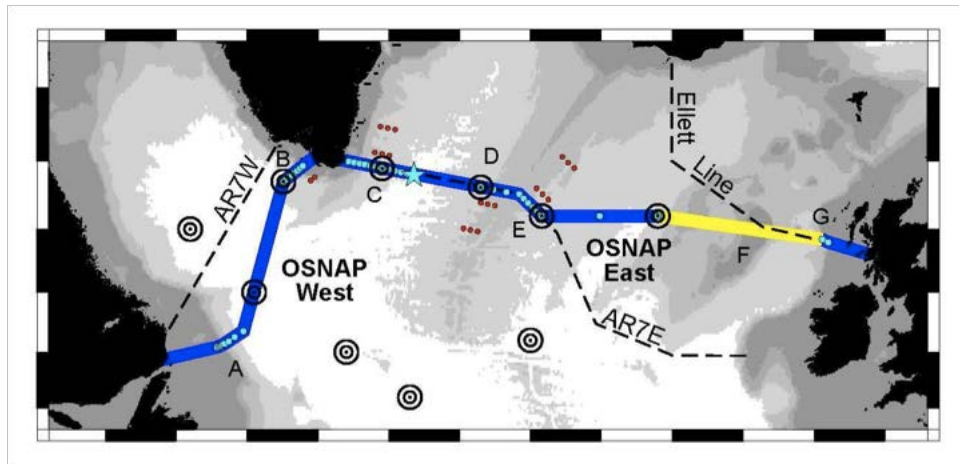 B
AR7W
C
D
Ellett
Line
E
G
F
OSNAP
West
OSNAP
East
AR7E
A